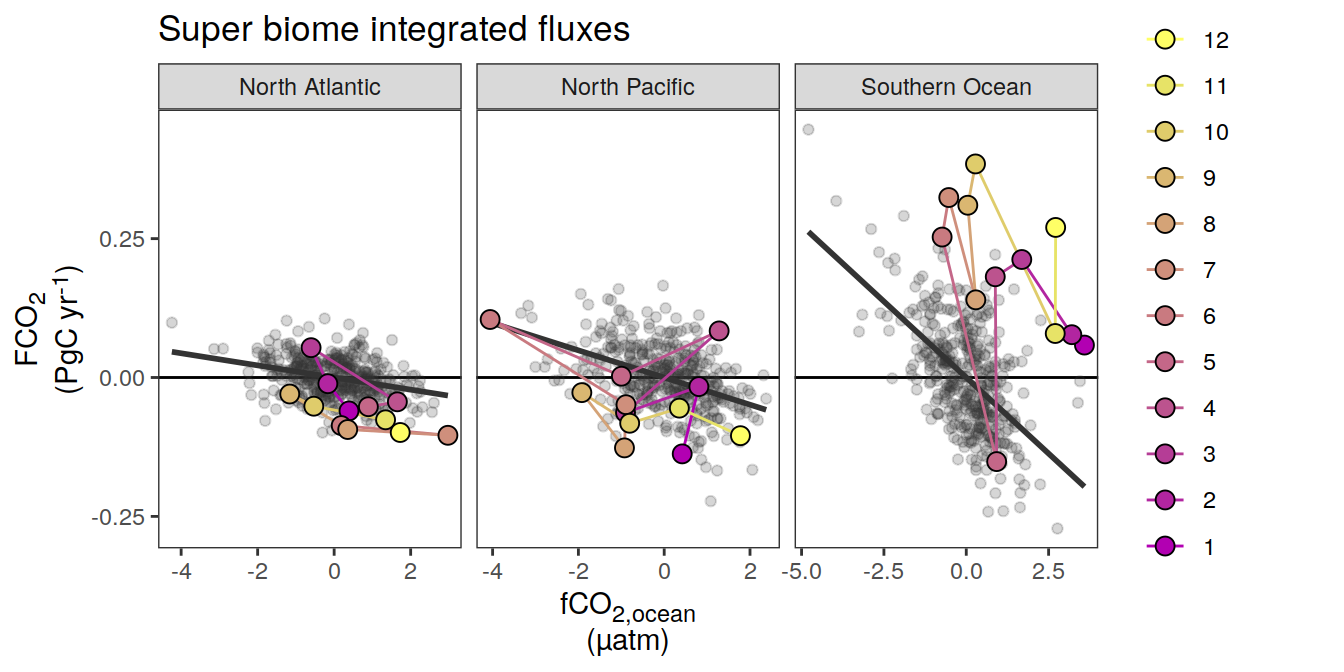 Super biome integrated fluxes
North Atlantic
North Pacific
Southern Ocean
FCO2
(PgC yr-1)
0.25
0.00
-0.25
-4 -2 0 2
-4 -2 0 2
-5.0 -2.5 0.0 2.5
fCO2,ocean
(µatm)
12
11
10
9
8
7
6
5
4
3
2
1